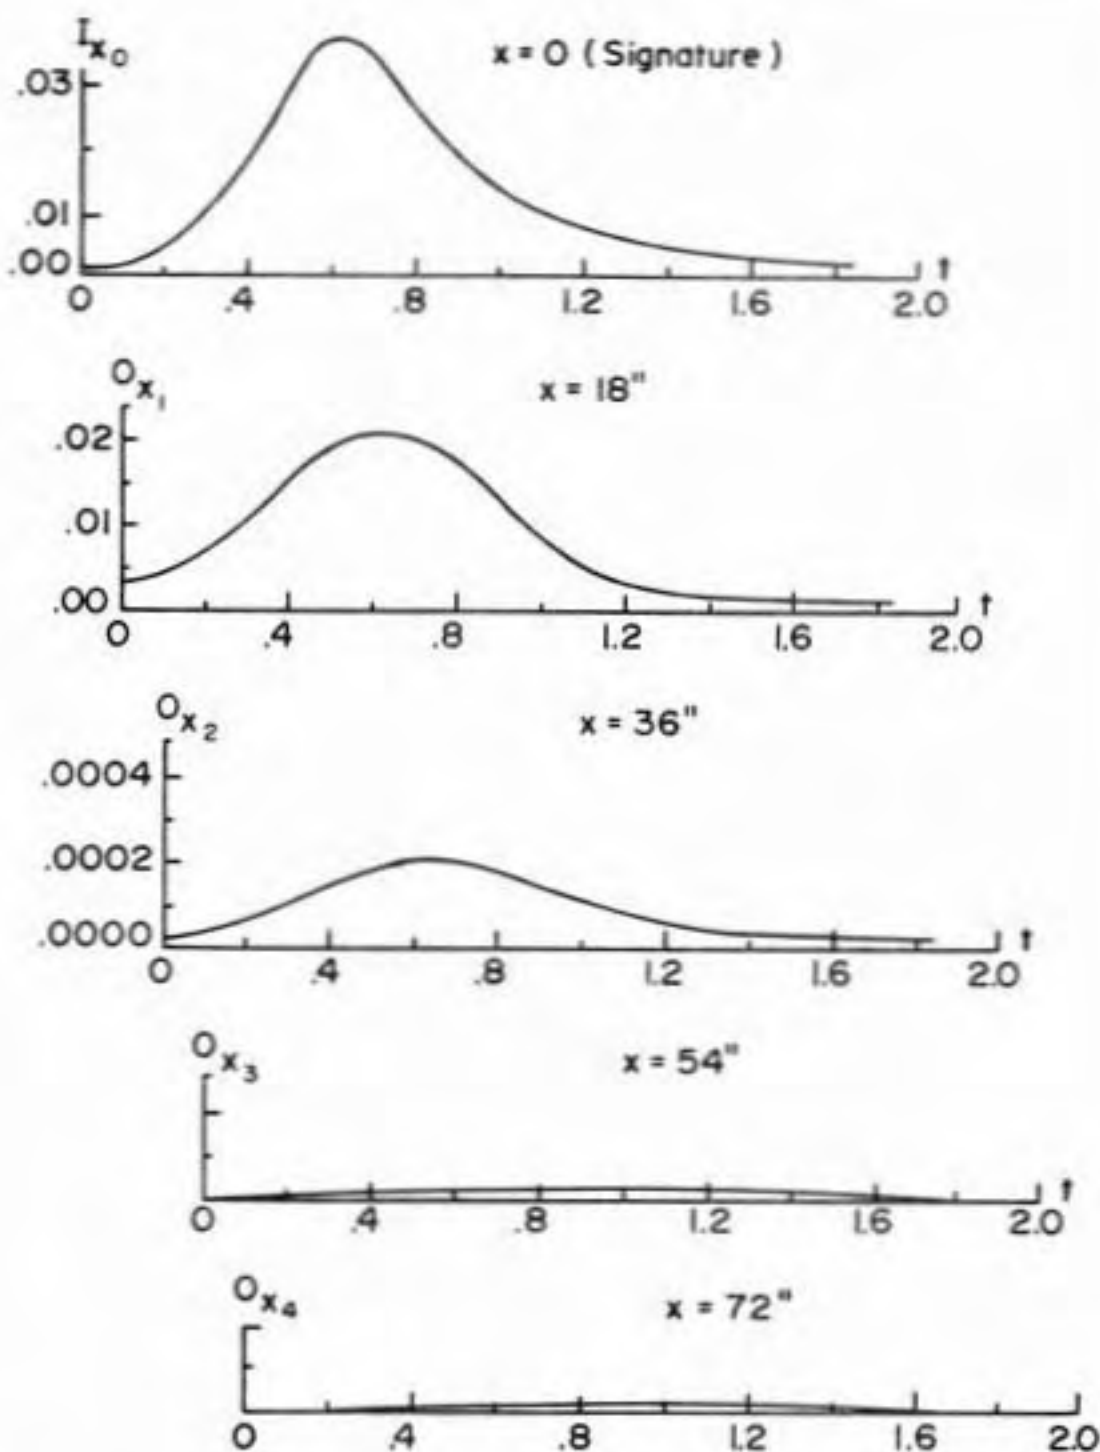 I x₀
x = 0 ( Signature )
.03
.01
.00
0 .4 .8 1.2 1.6 2.0 t
O x₁
x = 18"
.02
.01
.00
0 .4 .8 1.2 1.6 2.0 t
O x₂
x = 36"
.0004
.0002
.0000
0 .4 .8 1.2 1.6 2.0 t
O x₃
x = 54"
0 .4 .8 1.2 1.6 2.0 t
O x₄
x = 72"
0 .4 .8 1.2 1.6 2.0